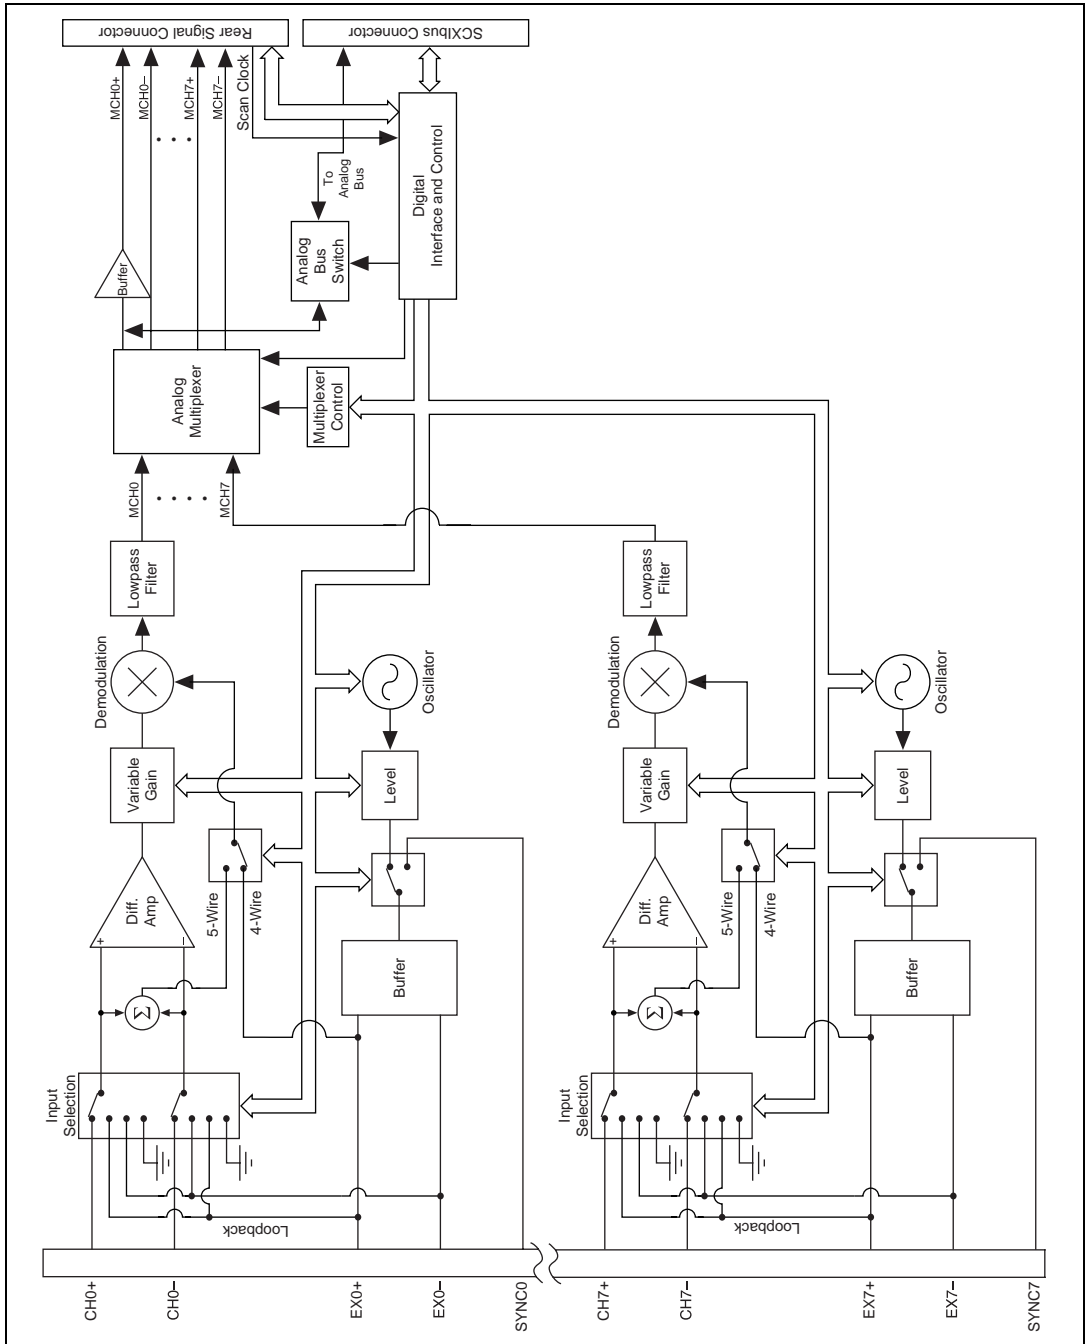 Rear Signal Connector
SCXIbus Connector
MCH0+
MCH0–
MCH7+
MCH7–
Scan Clock
To
Analog
Bus
Buffer
Analog
Bus
Switch
Digital
Interface and Control
Analog
Multiplexer
Multiplexer
Control
MCH0
MCH7
Lowpass
Filter
Lowpass
Filter
Demodulation
Demodulation
Oscillator
Oscillator
Variable
Gain
Level
Variable
Gain
Level
Diff.
Amp
+
–
5-Wire
4-Wire
Diff.
Amp
+
–
5-Wire
4-Wire
Σ
Buffer
Σ
Buffer
Input
Selection
Input
Selection
Loopback
Loopback
CH0+
CH0–
EX0+
EX0–
SYNC0
CH7+
CH7–
EX7+
EX7–
SYNC7